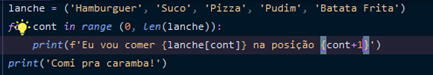 lanche = ('Hamburguer', 'Suco', 'Pizza', 'Pudim', 'Batata Frita')
for cont in range (0, len(lanche)):
    print(f'Eu vou comer {lanche[cont]} na posição {cont+1}')
print('Comi pra caramba!')